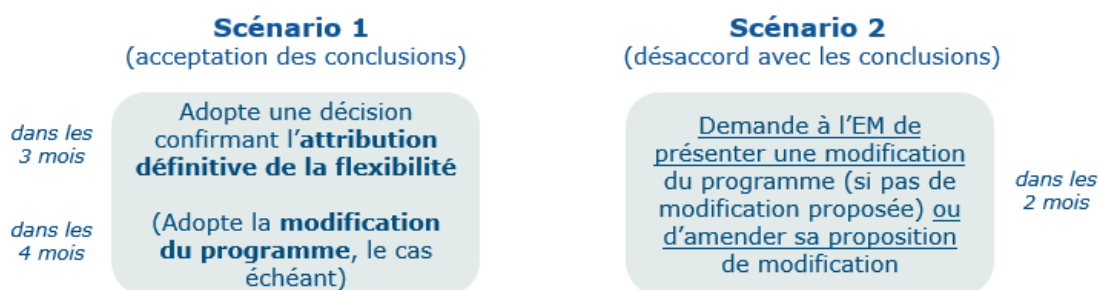 Scénario 1
(acceptation des conclusions)
dans les
3 mois
Adopte une décision
confirmant l'attribution
définitive de la flexibilité
dans les
4 mois
(Adopte la modification
du programme, le cas
échéant)
Scénario 2
(désaccord avec les conclusions)
Demande à l'EM de
présenter une modification
du programme (si pas de
modification proposée) ou
d'amender sa proposition
de modification
dans les
2 mois